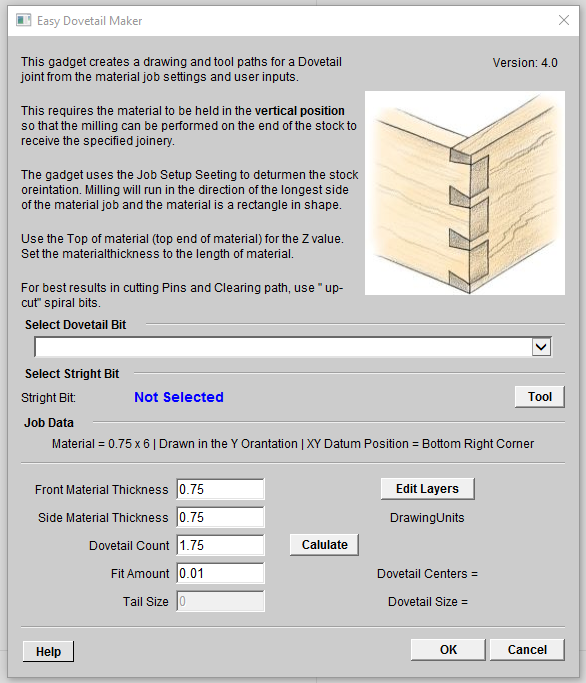 Easy Dovetail Maker
This gadget creates a drawing and tool paths for a Dovetail
joint from the material job settings and user inputs.
Version: 4.0
This requires the material to be held in the vertical position
so that the milling can be performed on the end of the stock to
receive the specified joinery.
The gadget uses the Job Setup Seeting to deturmen the stock
oreintation. Milling will run in the direction of the longest side
of the material job and the material is a rectangle in shape.
Use the Top of material (top end of material) for the Z value.
Set the materialthickness to the length of material.
For best results in cutting Pins and Clearing path, use " up-
cut" spiral bits.
Select Dovetail Bit
Select Stright Bit
Stright Bit: Not Selected Tool
Job Data
Material = 0.75 x 6 | Drawn in the Y Orantation | XY Datum Position = Bottom Right Corner
Front Material Thickness 0.75 Edit Layers
Side Material Thickness 0.75 DrawingUnits
Dovetail Count 1.75 Calulate
Fit Amount 0.01 Dovetail Centers =
Tail Size 0 Dovetail Size =
Help OK Cancel